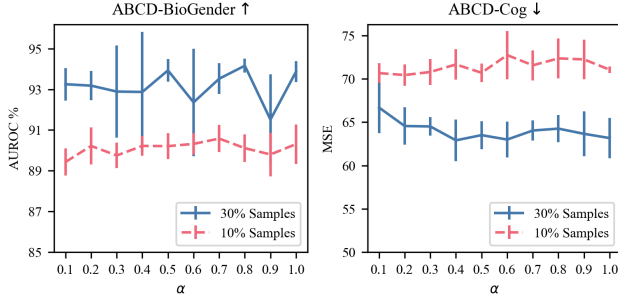 ABCD-BioGender ↑
AUROC %
95
93
91
89
87
85
30% Samples
10% Samples
0.1 0.2 0.3 0.4 0.5 0.6 0.7 0.8 0.9 1.0
α
ABCD-Cog ↓
MSE
75
70
65
60
55
50
30% Samples
10% Samples
0.1 0.2 0.3 0.4 0.5 0.6 0.7 0.8 0.9 1.0
α